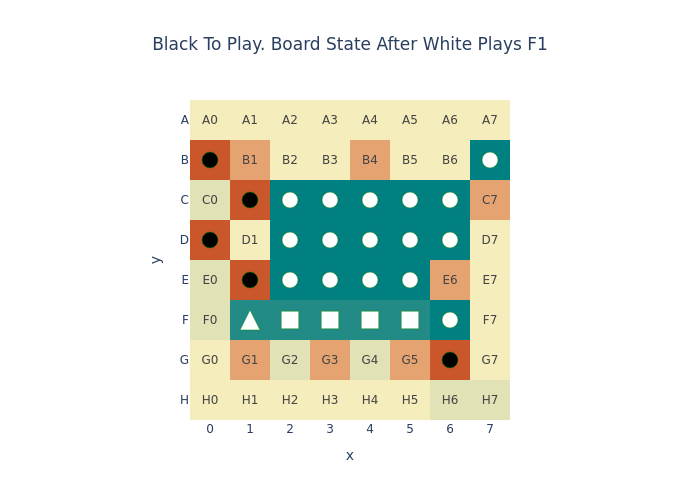 Black To Play. Board State After White Plays F1
A A0 A1 A2 A3 A4 A5 A6 A7
B B1 B2 B3 B4 B5 B6
C C0 C7
D D1 D7
y
E E0 E6 E7
F F0 F7
G G0 G1 G2 G3 G4 G5 G7
H H0 H1 H2 H3 H4 H5 H6 H7
0 1 2 3 4 5 6 7
x